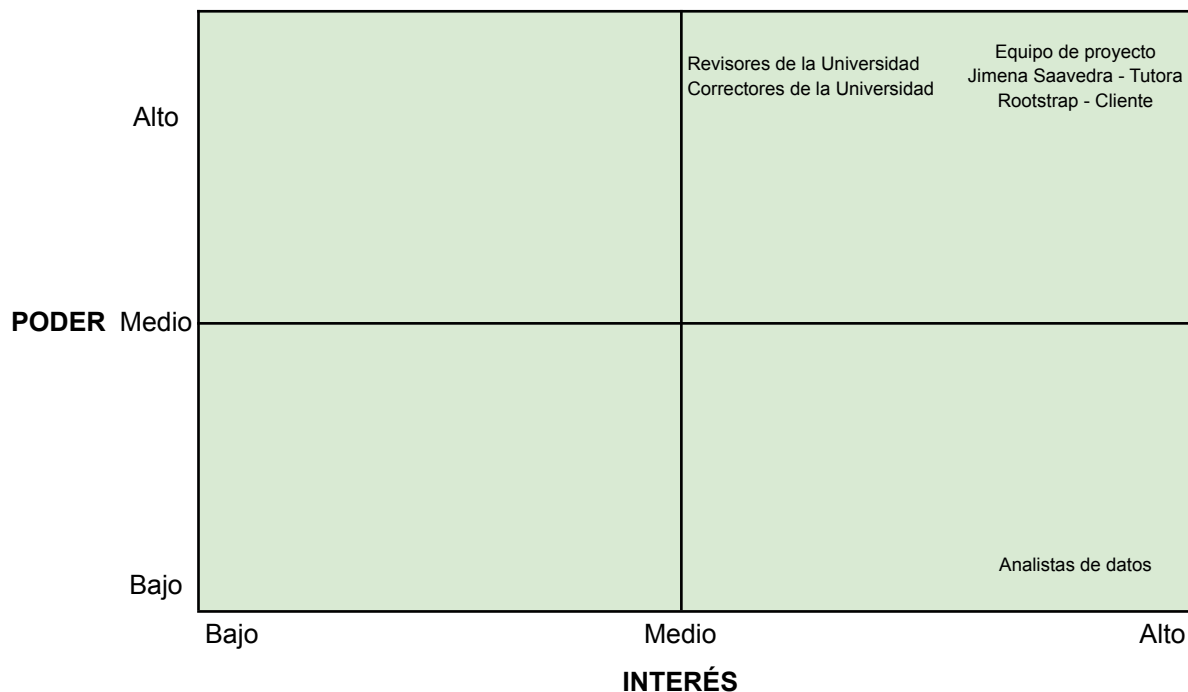 Revisores de la Universidad
Correctores de la Universidad
Equipo de proyecto
Jimena Saavedra - Tutora
Rootstrap - Cliente
Alto
PODER Medio
Analistas de datos
Bajo
Bajo Medio Alto
INTERÉS